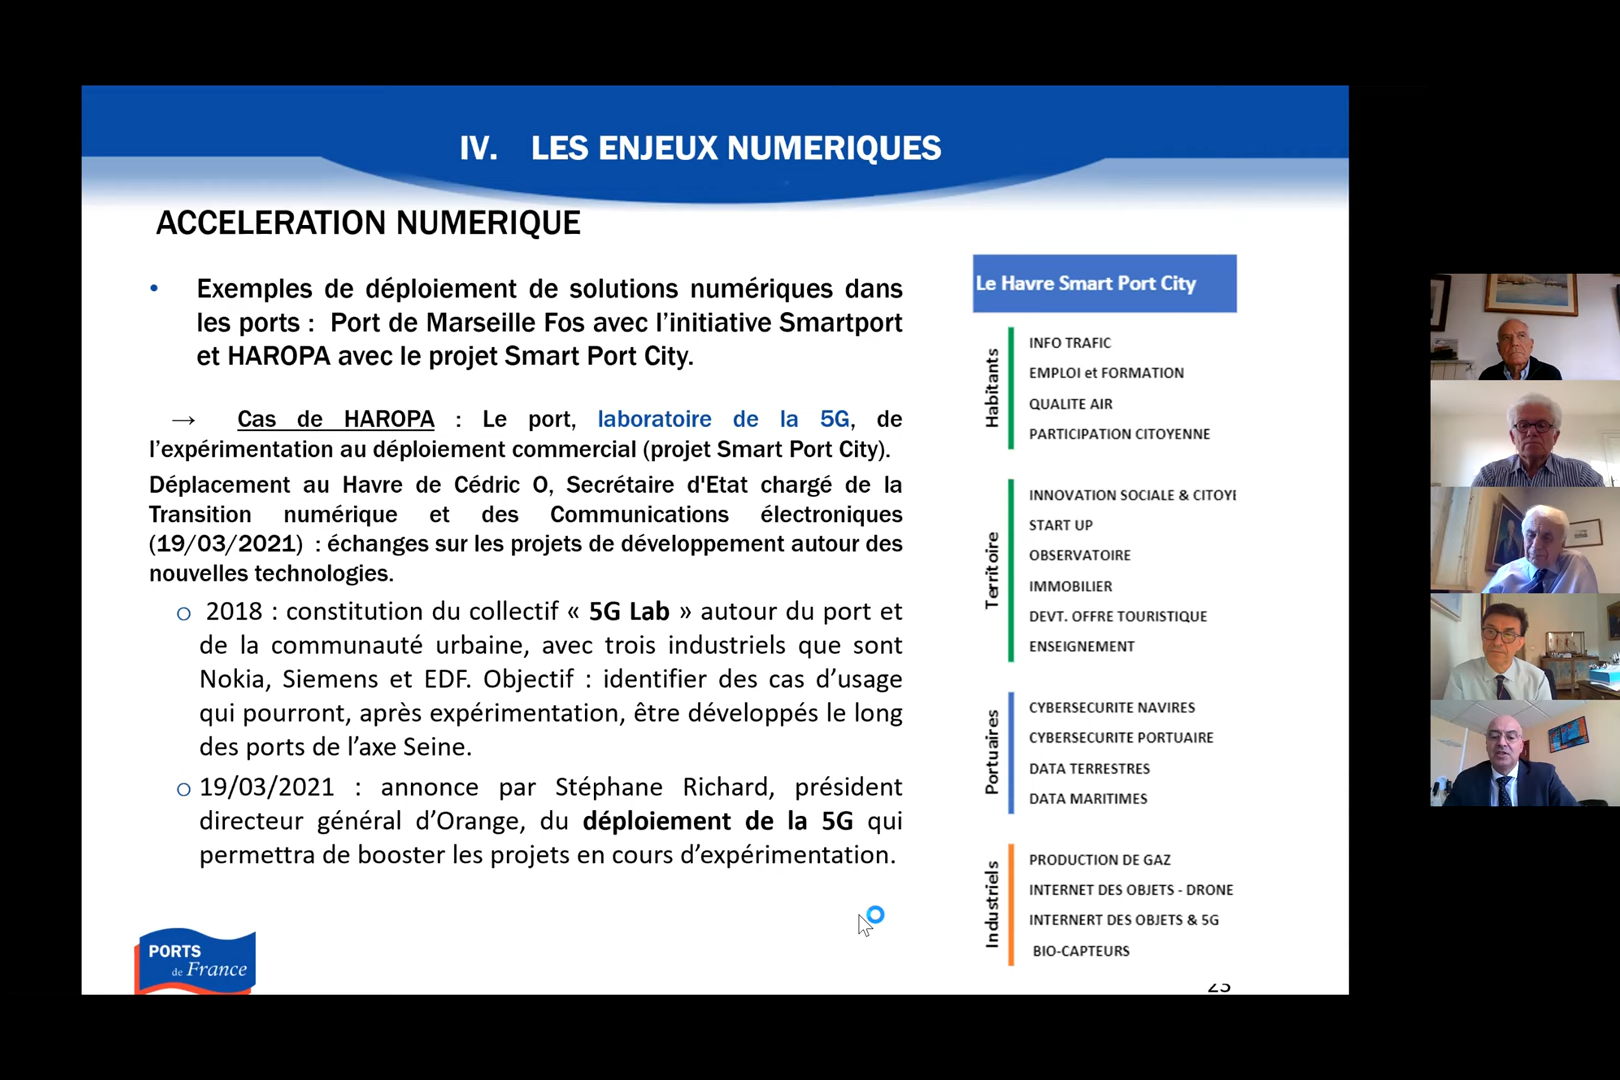 IV. LES ENJEUX NUMERIQUES
ACCELERATION NUMERIQUE
• Exemples de déploiement de solutions numériques dans
les ports : Port de Marseille Fos avec l’initiative Smartport
et HAROPA avec le projet Smart Port City.
→ Cas de HAROPA : Le port, laboratoire de la 5G, de
l’expérimentation au déploiement commercial (projet Smart Port City).
Déplacement au Havre de Cédric O, Secrétaire d'Etat chargé de la
Transition numérique et des Communications électroniques
(19/03/2021) : échanges sur les projets de développement autour des
nouvelles technologies.
o 2018 : constitution du collectif « 5G Lab » autour du port et
de la communauté urbaine, avec trois industriels que sont
Nokia, Siemens et EDF. Objectif : identifier des cas d’usage
qui pourront, après expérimentation, être développés le long
des ports de l’axe Seine.
o 19/03/2021 : annonce par Stéphane Richard, président
directeur général d’Orange, du déploiement de la 5G qui
permettra de booster les projets en cours d’expérimentation.
Le Havre Smart Port City
Habitants
INFO TRAFIC
EMPLOI et FORMATION
QUALITE AIR
PARTICIPATION CITOYENNE
Territoire
INNOVATION SOCIALE & CITOYE
START UP
OBSERVATOIRE
IMMOBILIER
DEVT. OFFRE TOURISTIQUE
ENSEIGNEMENT
Portuaires
CYBERSECURITE NAVIRES
CYBERSECURITE PORTUAIRE
DATA TERRESTRES
DATA MARITIMES
Industriels
PRODUCTION DE GAZ
INTERNET DES OBJETS - DRONE
INTERNERT DES OBJETS & 5G
BIO-CAPTEURS
PORTS
de France